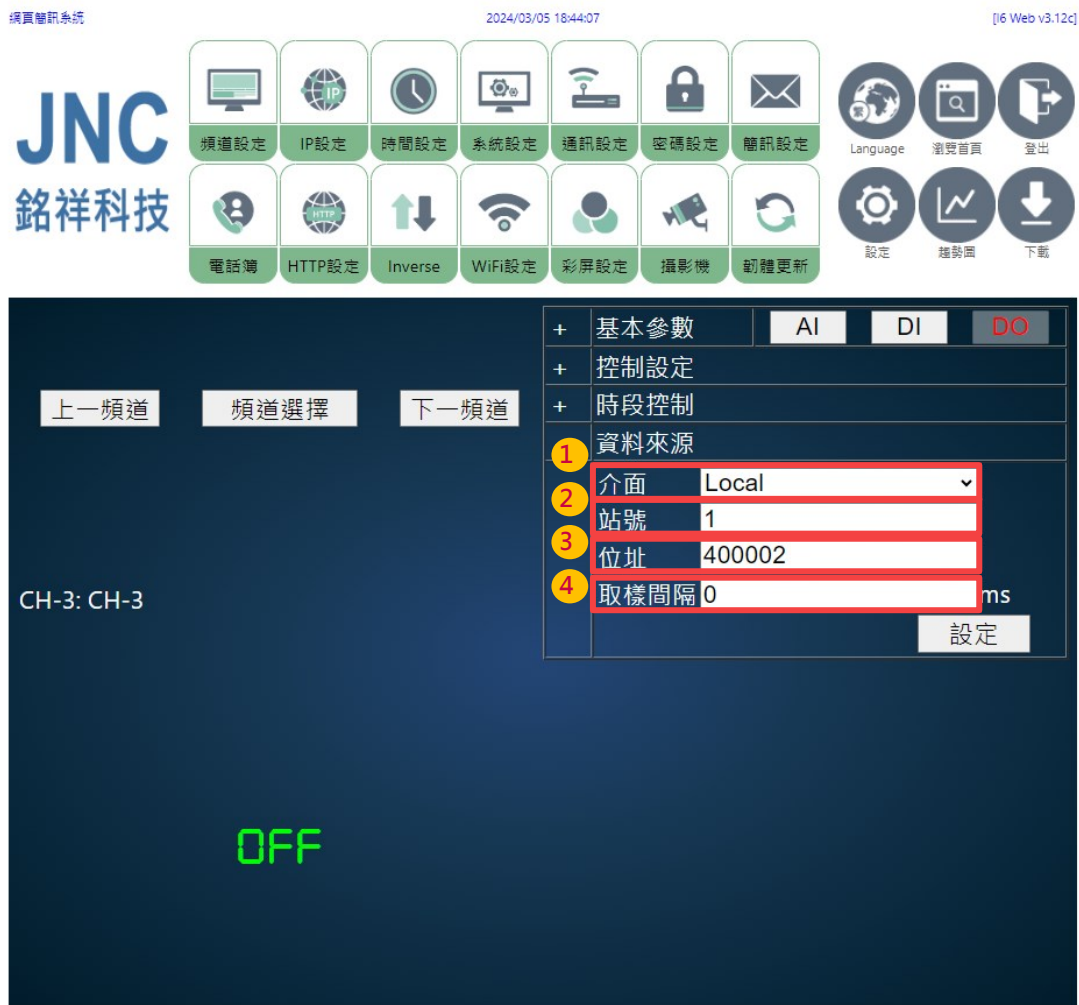 網頁簡訊系統 2024/03/05 18:44:07 [I6 Web v3.12c]
JNC
銘祥科技
IP
頻道設定 IP設定 時間設定 系統設定 通訊設定 密碼設定 簡訊設定
繁
Language 瀏覽首頁 登出
HTTP
電話簿 HTTP設定 Inverse WiFi設定 彩屏設定 攝影機 韌體更新
設定 趨勢圖 下載
上一頻道 頻道選擇 下一頻道
CH-3: CH-3
OFF
+ 基本參數 AI DI DO
+ 控制設定
+ 時段控制
資料來源
1 介面 Local
2 站號 1
3 位址 400002
4 取樣間隔 0 ms
設定